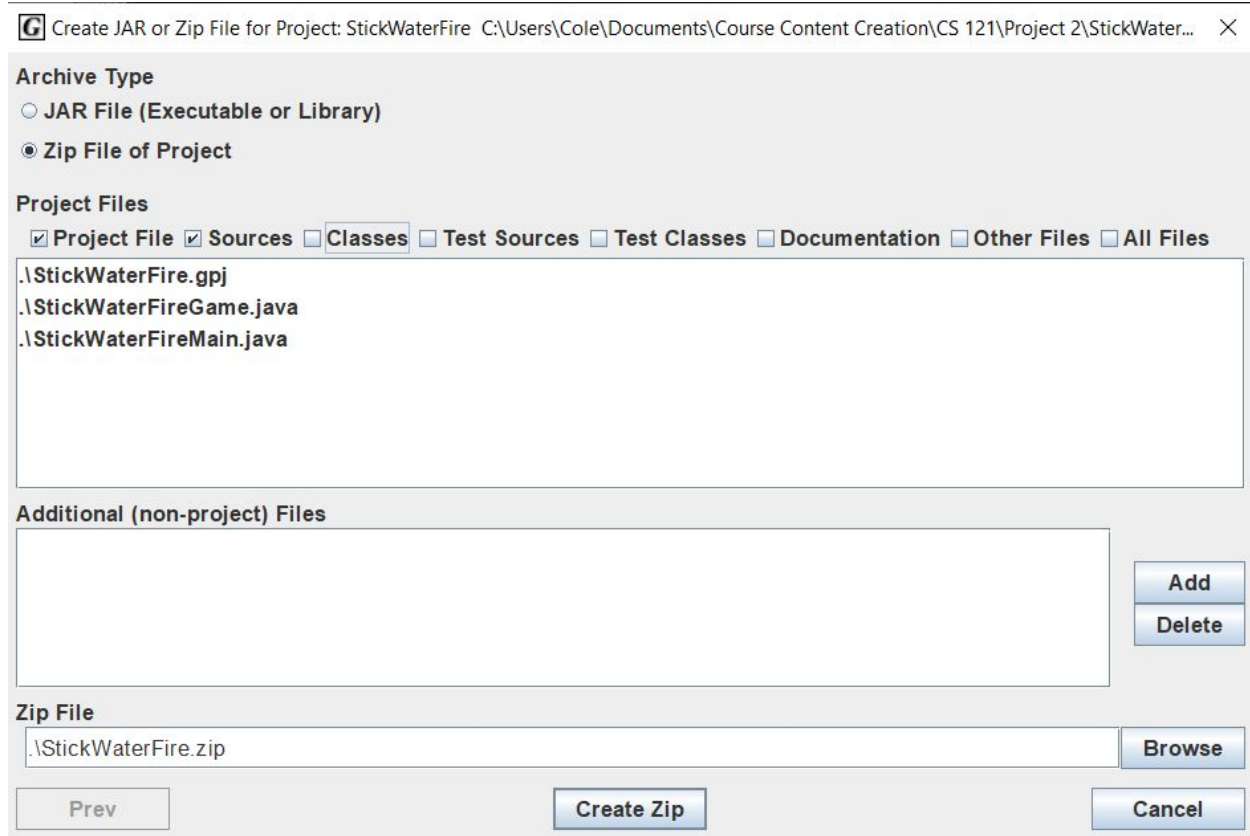 G Create JAR or Zip File for Project: StickWaterFire C:\Users\Cole\Documents\Course Content Creation\CS 121\Project 2\StickWater...
Archive Type
JAR File (Executable or Library)
Zip File of Project
Project Files
Project File Sources Classes Test Sources Test Classes Documentation Other Files All Files
.\StickWaterFire.gpj
.\StickWaterFireGame.java
.\StickWaterFireMain.java
Additional (non-project) Files
Add
Delete
Zip File
.\StickWaterFire.zip Browse
Prev Create Zip Cancel